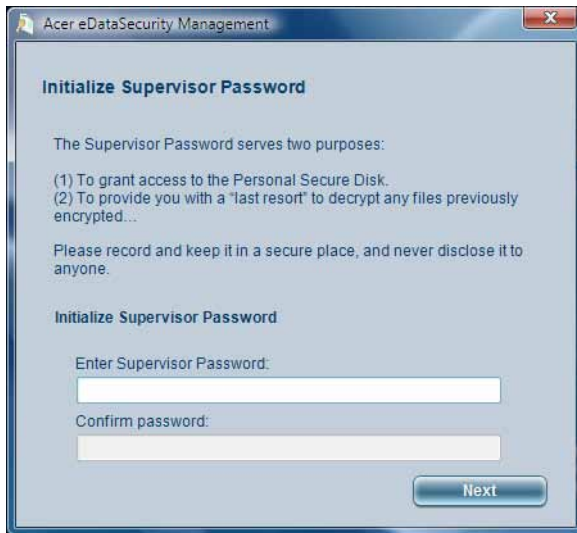 Acer eDataSecurity Management
Initialize Supervisor Password
The Supervisor Password serves two purposes:
(1) To grant access to the Personal Secure Disk.
(2) To provide you with a "last resort" to decrypt any files previously
encrypted...
Please record and keep it in a secure place, and never disclose it to
anyone.
Initialize Supervisor Password
Enter Supervisor Password:
Confirm password:
Next